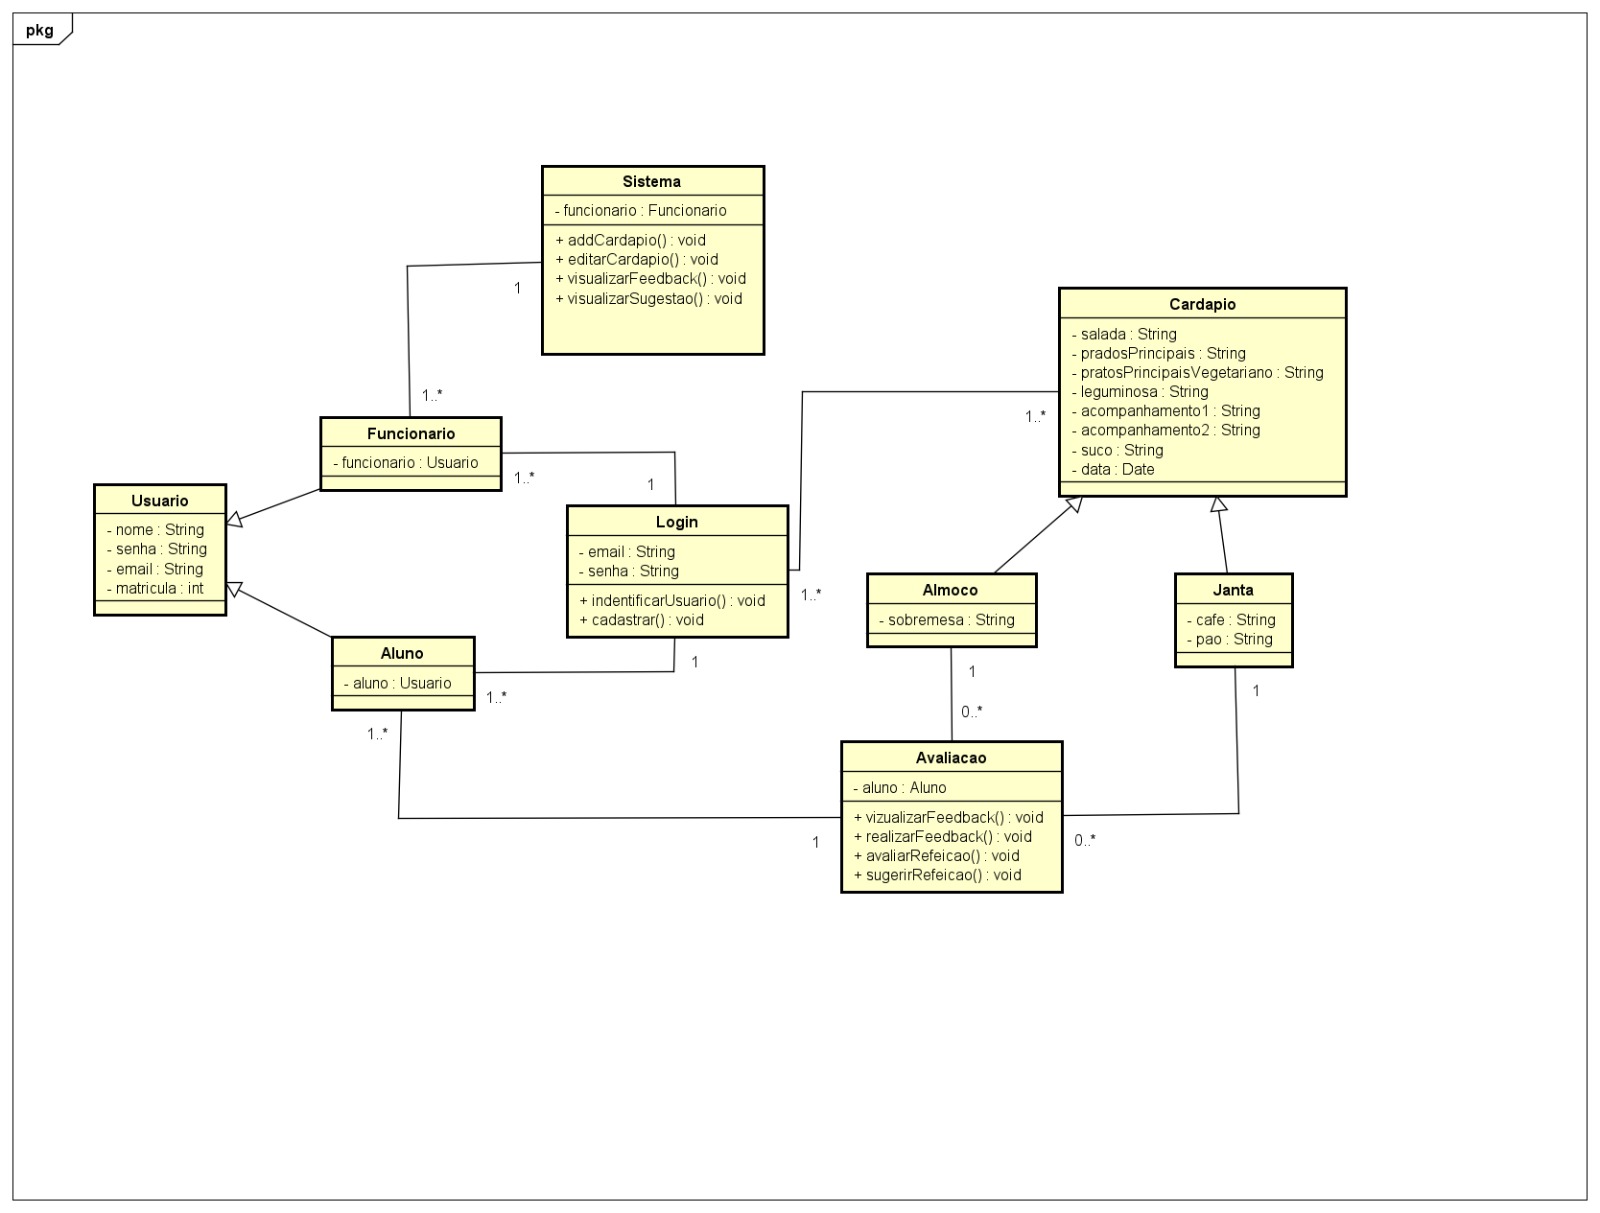 pkg
Sistema
- funcionario : Funcionario
+ addCardapio() : void
+ editarCardapio() : void
+ visualizarFeedback() : void
+ visualizarSugestao() : void
1
1..*
Cardapio
- salada : String
- pradosPrincipais : String
- pratosPrincipaisVegetariano : String
- leguminosa : String
- acompanhamento1 : String
- acompanhamento2 : String
- suco : String
- data : Date
1..*
Funcionario
- funcionario : Usuario
1..*
1
Usuario
- nome : String
- senha : String
- email : String
- matricula : int
Login
- email : String
- senha : String
+ indentificarUsuario() : void
+ cadastrar() : void
1..*
1
Almoco
- sobremesa : String
1
0..*
Janta
- cafe : String
- pao : String
1
Aluno
- aluno : Usuario
1..*
1..*
Avaliacao
- aluno : Aluno
+ vizualizarFeedback() : void
+ realizarFeedback() : void
+ avaliarRefeicao() : void
+ sugerirRefeicao() : void
1
0..*